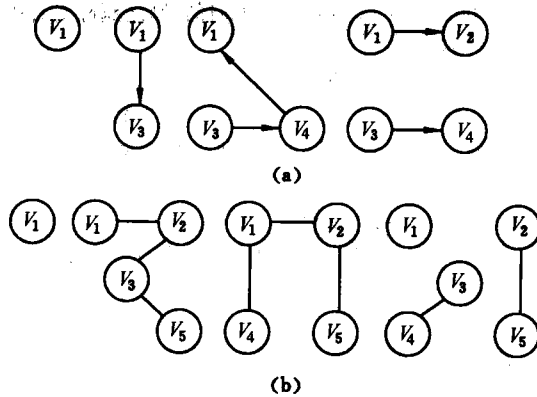 V₁ V₁ V₁ V₁ V₂
V₃ V₃ V₄ V₃ V₄
(a)
V₁ V₁ V₂ V₁ V₂ V₁ V₂
V₃ V₃
V₅ V₄ V₅ V₄ V₅
(b)